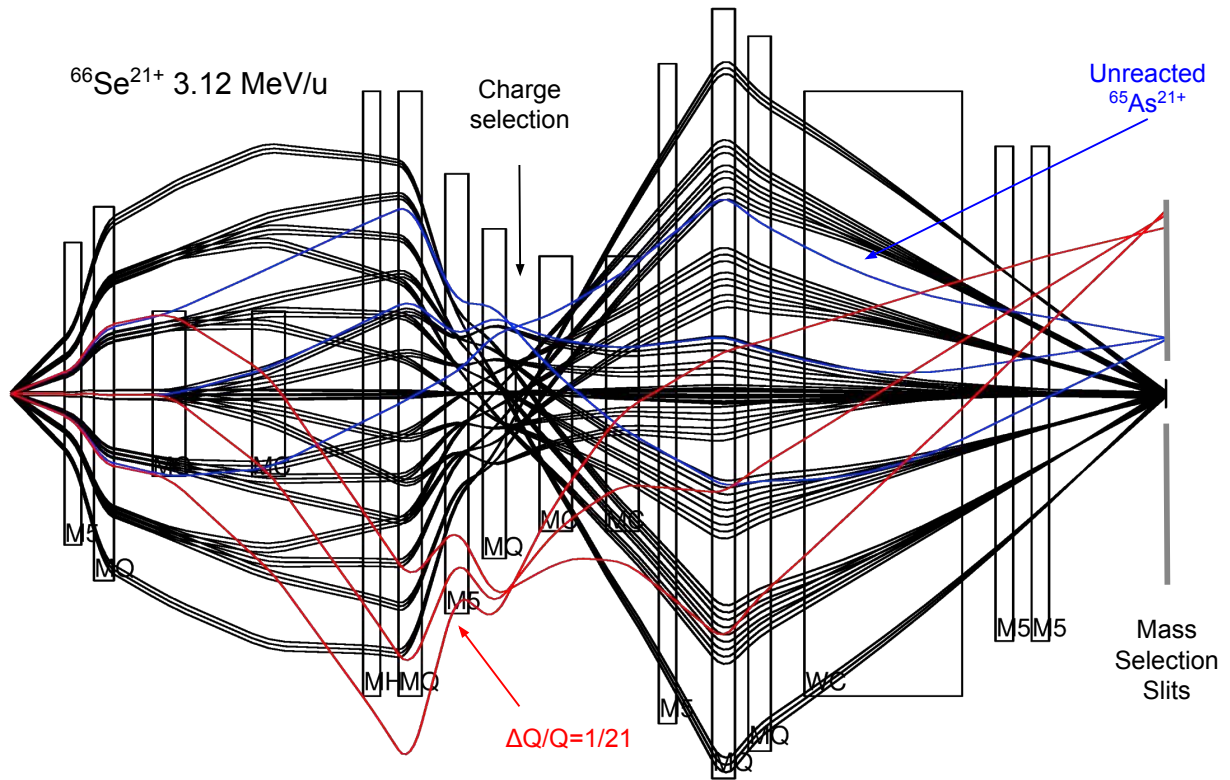 ⁶⁶Se²¹⁺ 3.12 MeV/u
Charge
selection
Unreacted
⁶⁵As²¹⁺
M5
MQ
MC
MC
MH
MQ
M5
MQ
MC
MC
M5
MQ
MQ
WC
M5
M5
ΔQ/Q=1/21
Mass
Selection
Slits